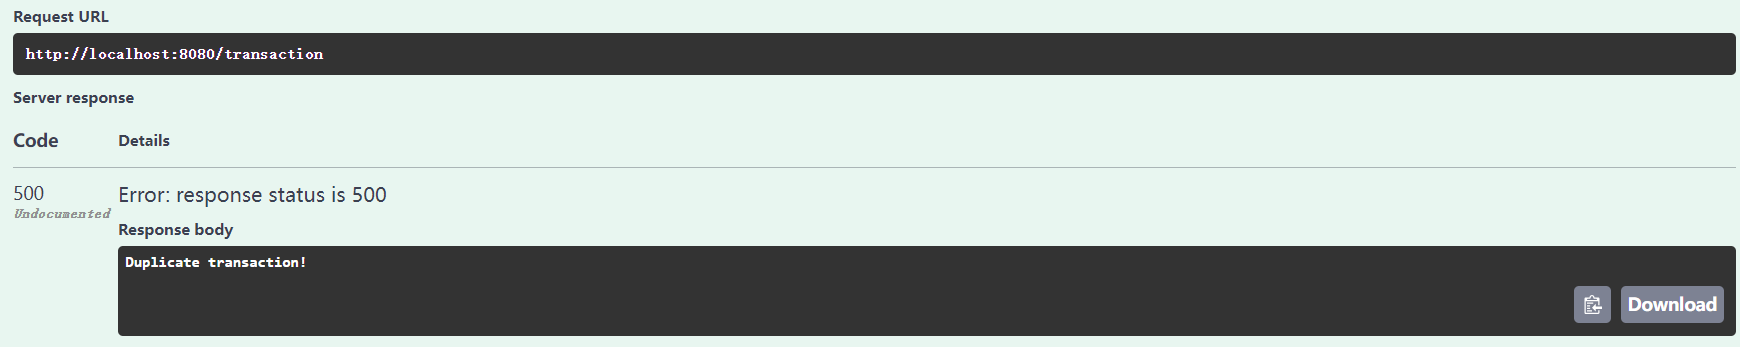 Request URL
http://localhost:8080/transaction
Server response
Code Details
500 Error: response status is 500
Undocumented
Response body
Duplicate transaction!
Download